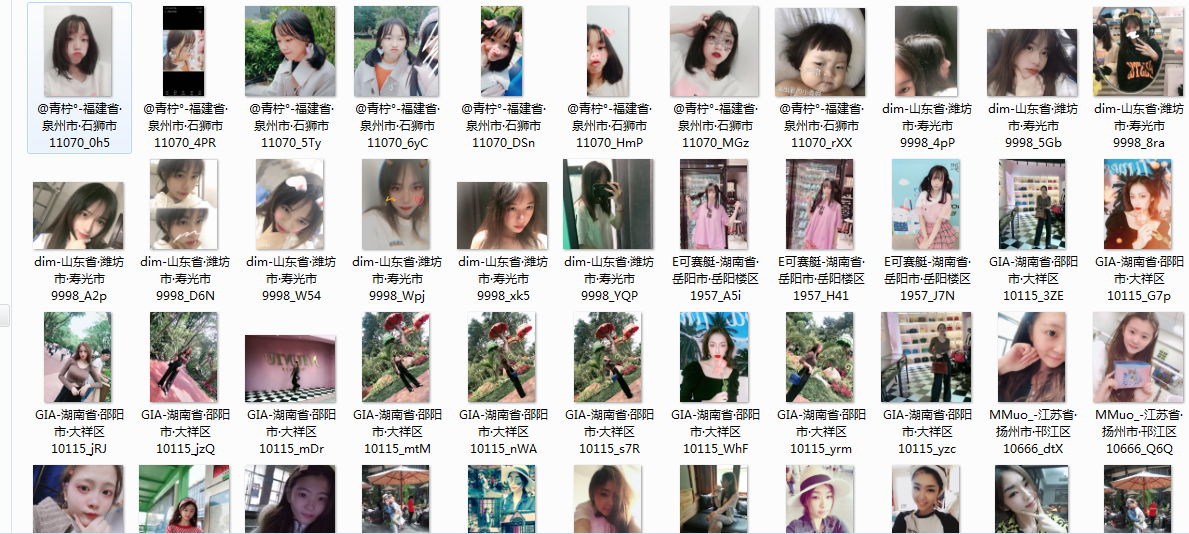 @青柠°-福建省·
泉州市·石狮市
11070_0h5
@青柠°-福建省·
泉州市·石狮市
11070_4PR
@青柠°-福建省·
泉州市·石狮市
11070_5Ty
@青柠°-福建省·
泉州市·石狮市
11070_6yC
@青柠°-福建省·
泉州市·石狮市
11070_DSn
@青柠°-福建省·
泉州市·石狮市
11070_HmP
@青柠°-福建省·
泉州市·石狮市
11070_MGz
@青柠°-福建省·
泉州市·石狮市
11070_rXX
dim-山东省·潍坊
市·寿光市
9998_4pP
dim-山东省·潍坊
市·寿光市
9998_5Gb
dim-山东省·潍坊
市·寿光市
9998_8ra
dim-山东省·潍坊
市·寿光市
9998_A2p
dim-山东省·潍坊
市·寿光市
9998_D6N
dim-山东省·潍坊
市·寿光市
9998_W54
dim-山东省·潍坊
市·寿光市
9998_Wpj
dim-山东省·潍坊
市·寿光市
9998_xk5
dim-山东省·潍坊
市·寿光市
9998_YQP
E可赛艇-湖南省·
岳阳市·岳阳楼区
1957_A5i
E可赛艇-湖南省·
岳阳市·岳阳楼区
1957_H41
E可赛艇-湖南省·
岳阳市·岳阳楼区
1957_J7N
GIA-湖南省·邵阳
市·大祥区
10115_3ZE
GIA-湖南省·邵阳
市·大祥区
10115_G7p
GIA-湖南省·邵阳
市·大祥区
10115_jRJ
GIA-湖南省·邵阳
市·大祥区
10115_jzQ
GIA-湖南省·邵阳
市·大祥区
10115_mDr
GIA-湖南省·邵阳
市·大祥区
10115_mtM
GIA-湖南省·邵阳
市·大祥区
10115_nWA
GIA-湖南省·邵阳
市·大祥区
10115_s7R
GIA-湖南省·邵阳
市·大祥区
10115_WhF
GIA-湖南省·邵阳
市·大祥区
10115_yrm
GIA-湖南省·邵阳
市·大祥区
10115_yzc
MMuo_-江苏省·
扬州市·邗江区
10666_dtX
MMuo_-江苏省·
扬州市·邗江区
10666_Q6Q